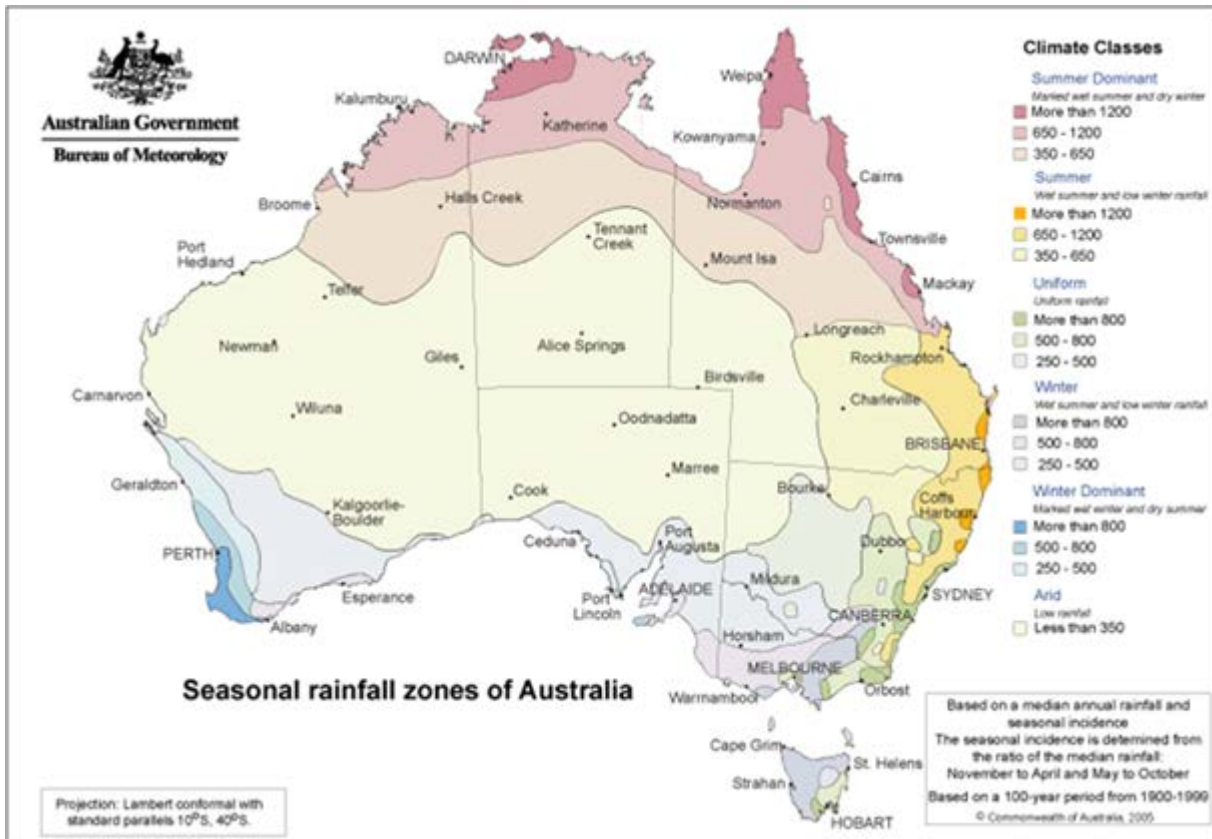 Australian Government
Bureau of Meteorology
DARWIN
Weipa
Kalumburu
Katherine
Kowanyama
Cairns
Halls Creek
Broome
Normanton
Tennant
Creek
Townsville
Port
Hedland
Mount Isa
Mackay
Telfer
Longreach
Newman
Alice Springs
Rockhampton
Giles
Birdsville
Carnarvon
Wiluna
Charleville
Oodnadatta
BRISBANE
Marree
Geraldton
Cook
Bourke
Coffs
Harbour
Kalgoorlie-
Boulder
Port
Augusta
Ceduna
Dubbo
PERTH
Mildura
ADELAIDE
Esperance
Port
Lincoln
SYDNEY
CANBERRA
Albany
Horsham
MELBOURNE
Warrnambool
Orbost
Cape Grim
St. Helens
Strahan
HOBART
Climate Classes
Summer Dominant
Marked wet summer and dry winter
More than 1200
650 - 1200
350 - 650
Summer
Wet summer and low winter rainfall
More than 1200
650 - 1200
350 - 650
Uniform
Uniform rainfall
More than 800
500 - 800
250 - 500
Winter
Wet summer and low winter rainfall
More than 800
500 - 800
250 - 500
Winter Dominant
Marked wet winter and dry summer
More than 800
500 - 800
250 - 500
Arid
Low rainfall
Less than 350
Seasonal rainfall zones of Australia
Projection: Lambert conformal with
standard parallels 10°S, 40°S.
Based on a median annual rainfall and
seasonal incidence
The seasonal incidence is detemined from
the ratio of the median rainfall:
November to April and May to October
Based on a 100-year period from 1900-1999
© Commonwealth of Australia, 2005